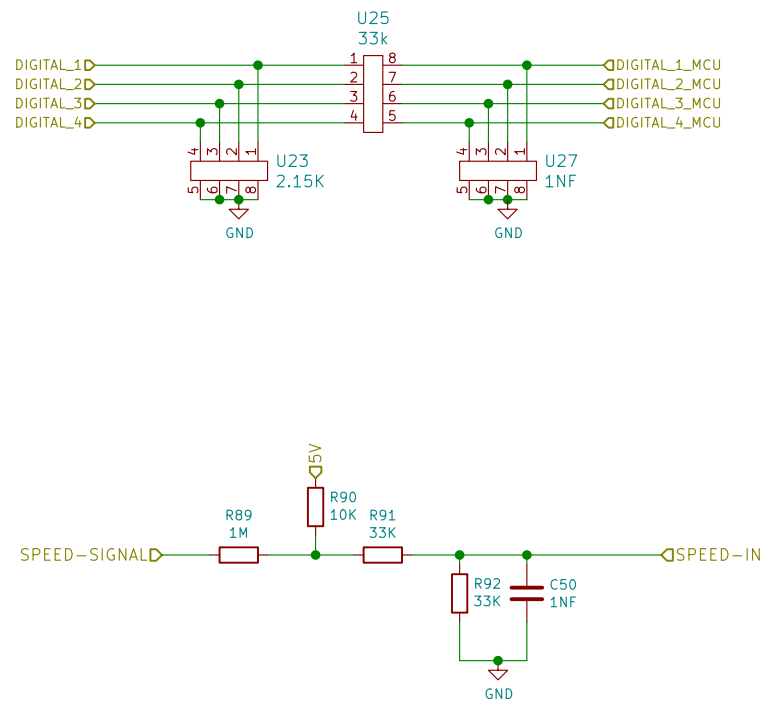 U25
33k
DIGITAL_1 1 8 DIGITAL_1_MCU
DIGITAL_2 2 7 DIGITAL_2_MCU
DIGITAL_3 3 6 DIGITAL_3_MCU
DIGITAL_4 4 5 DIGITAL_4_MCU
4 3 2 1
U23
2.15K
5 6 7 8
GND
4 3 2 1
U27
1NF
5 6 7 8
GND
5V
R90
10K
R89
1M
R91
33K
SPEED-SIGNAL
SPEED-IN
R92
33K
C50
1NF
GND